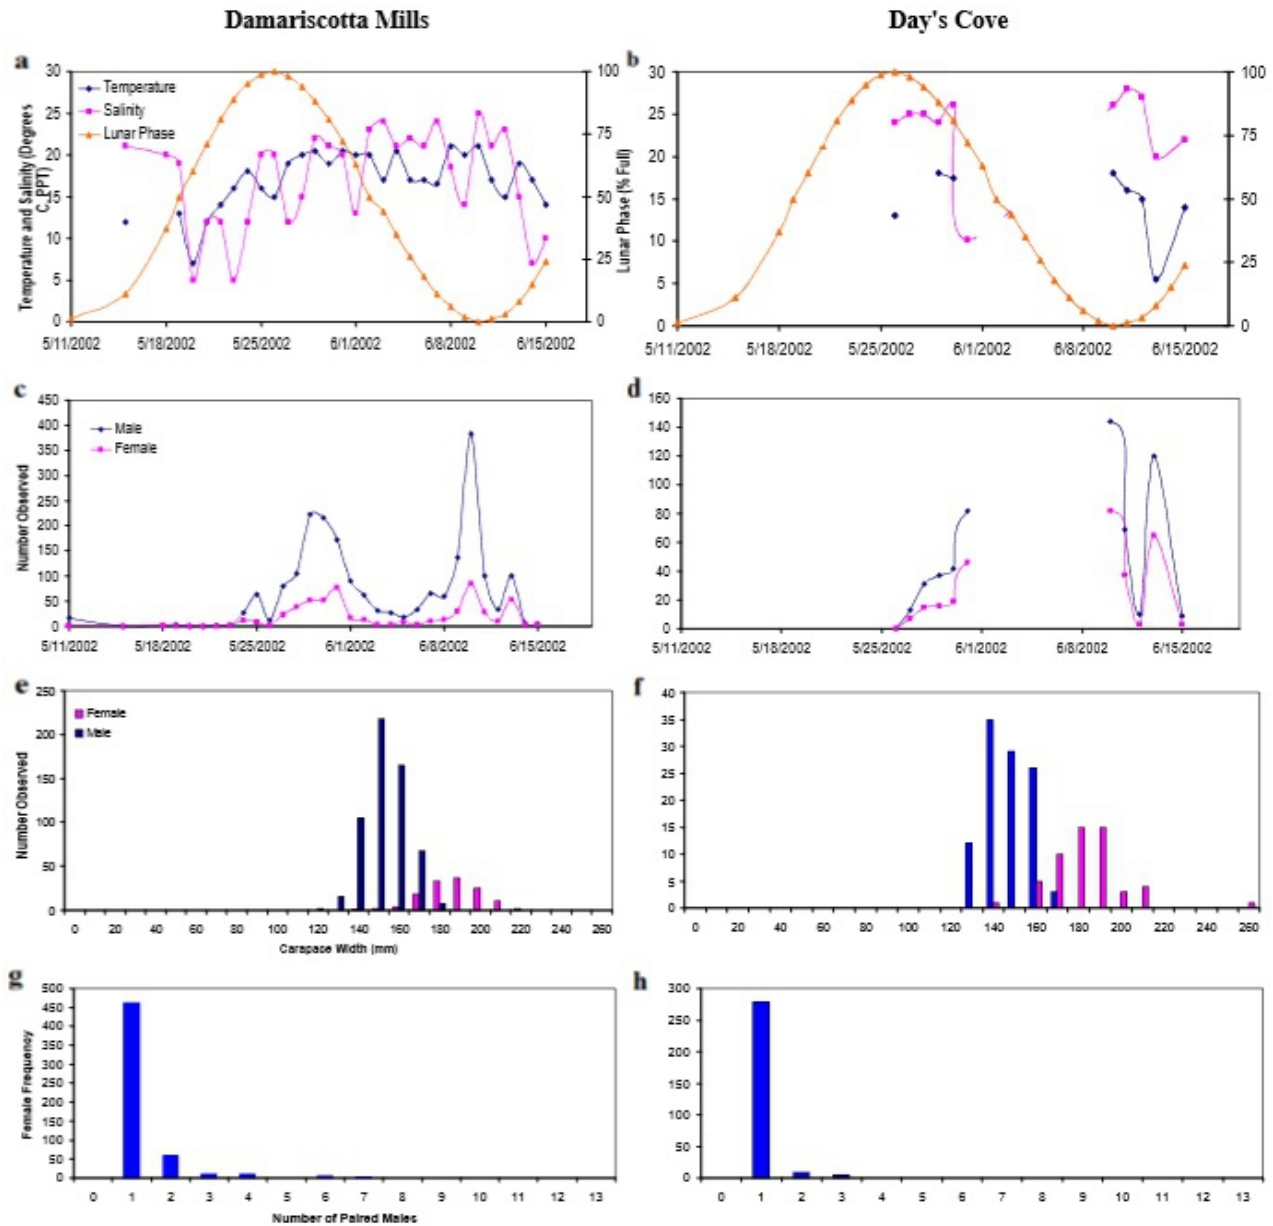 Damariscotta Mills
Day's Cove
a
30
25
20
15
10
5
0
Temperature and Salinity (Degrees
C, PPT)
Temperature
Salinity
Lunar Phase
100
75
50
25
0
Lunar Phase (% Full)
5/11/2002 5/18/2002 5/25/2002 6/1/2002 6/8/2002 6/15/2002
b
30
25
20
15
10
5
0
100
75
50
25
0
5/11/2002 5/18/2002 5/25/2002 6/1/2002 6/8/2002 6/15/2002
c
450
400
350
300
250
200
150
100
50
0
Number Observed
Male
Female
5/11/2002 5/18/2002 5/25/2002 6/1/2002 6/8/2002 6/15/2002
d
160
140
120
100
80
60
40
20
0
5/11/2002 5/18/2002 5/25/2002 6/1/2002 6/8/2002 6/15/2002
e
250
200
150
100
50
0
Number Observed
Female
Male
0 20 40 60 80 100 120 140 160 180 200 220 240 260
Carapace Width (mm)
f
40
35
30
25
20
15
10
5
0
0 20 40 60 80 100 120 140 160 180 200 220 240 260
g
500
450
400
350
300
250
200
150
100
50
0
Female Frequency
0 1 2 3 4 5 6 7 8 9 10 11 12 13
Number of Paired Males
h
300
250
200
150
100
50
0
0 1 2 3 4 5 6 7 8 9 10 11 12 13